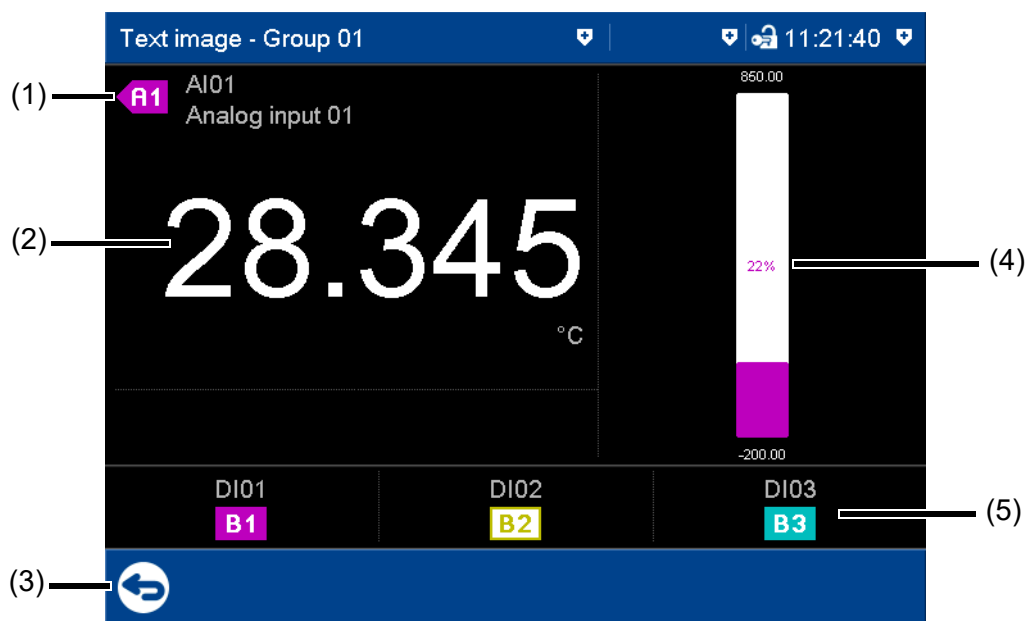 Text image - Group 01 11:21:40
(1)
A1
AI01
Analog input 01
850.00
(2)
28.345
°C
22%
(4)
-200.00
DI01 DI02 DI03
B1 B2 B3
(5)
(3)